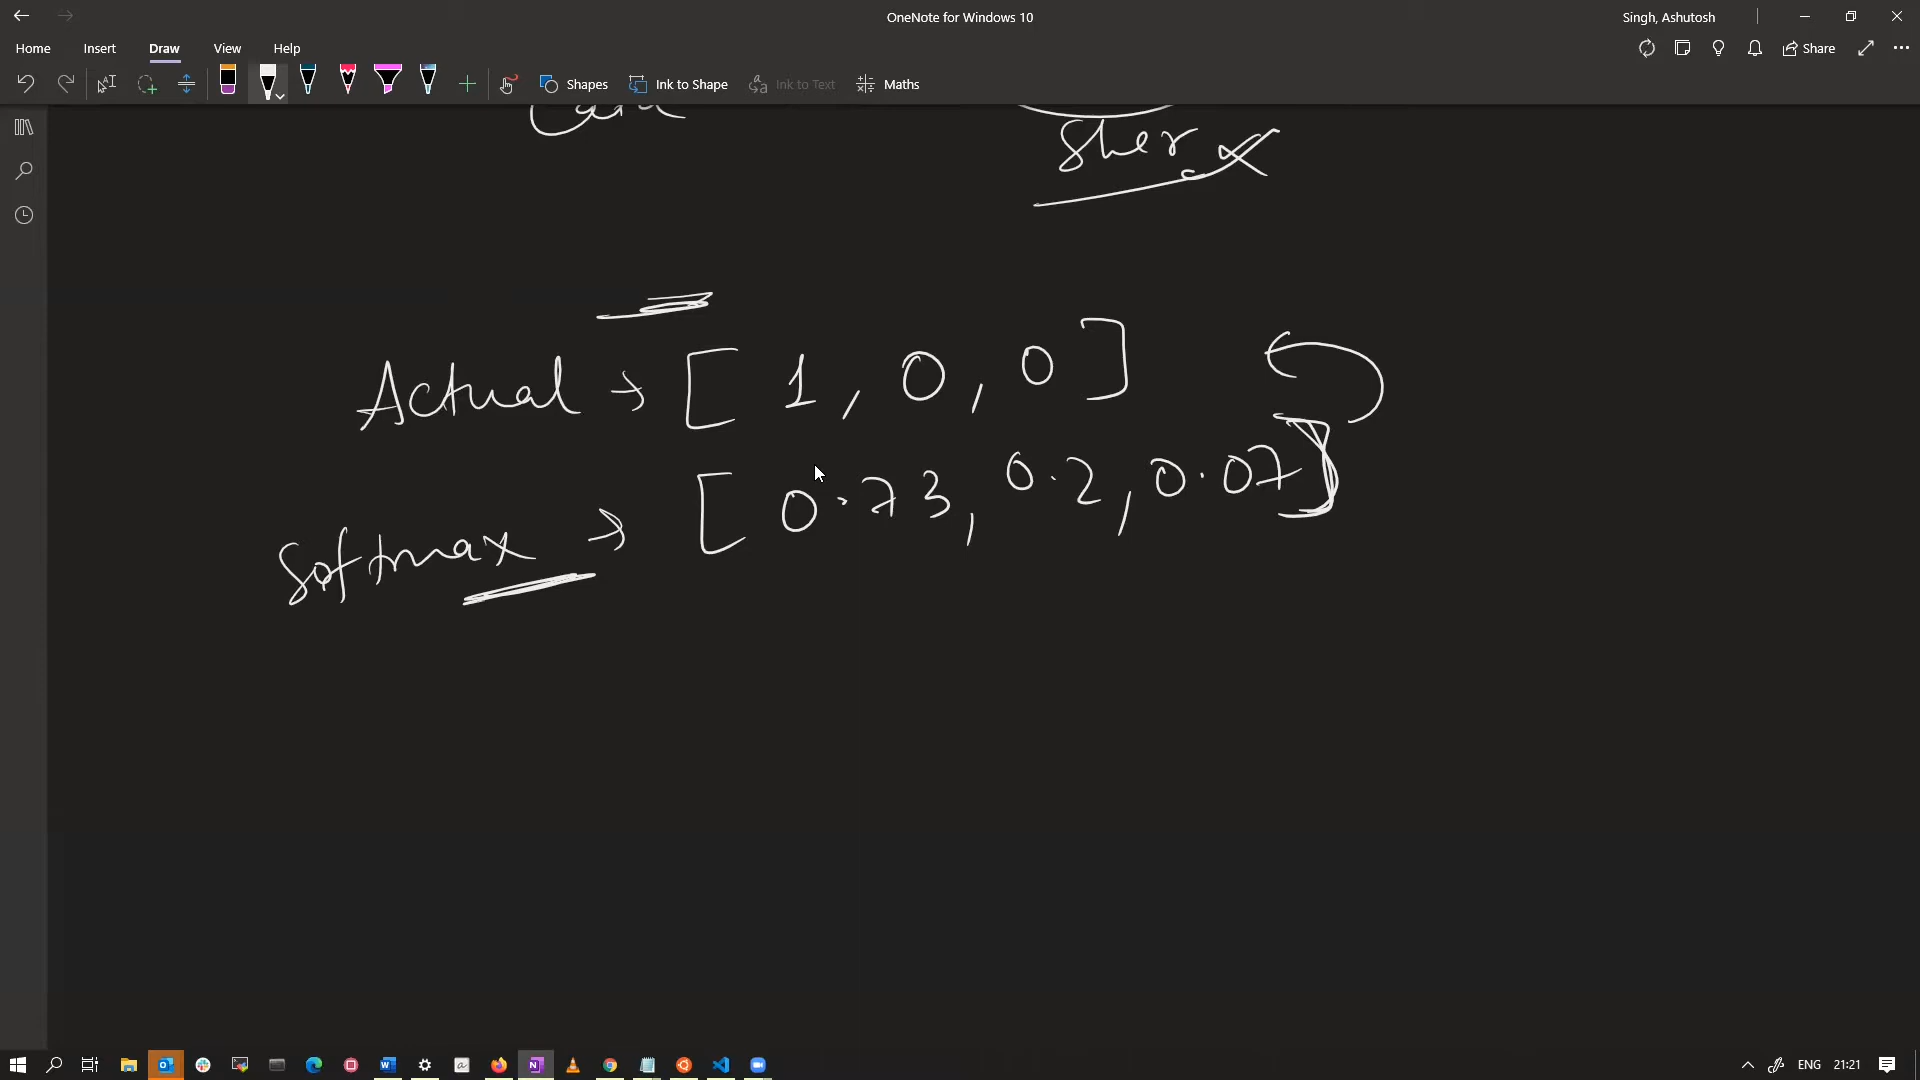 OneNote for Windows 10
Singh, Ashutosh
Home Insert Draw View Help
Share
Shapes Ink to Shape Ink to Text Maths
Sher
Actual → [ 1, 0, 0 ]
Softmax → [ 0.73, 0.2, 0.07 ]
ENG 21:21